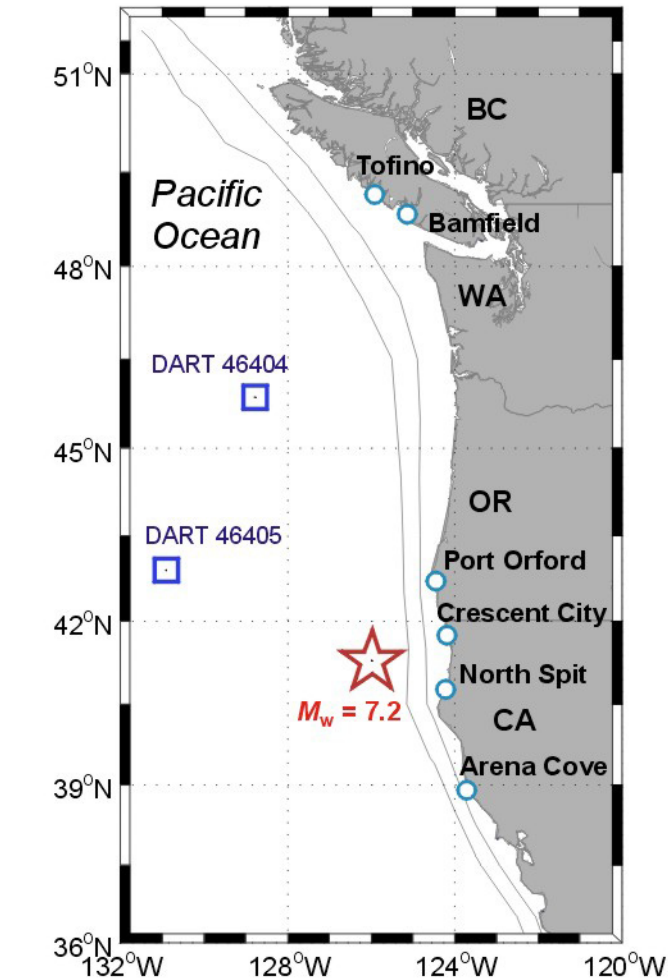 51°N
BC
Tofino
Pacific
Ocean
Bamfield
48°N
WA
DART 46404
45°N
OR
DART 46405
Port Orford
42°N
Crescent City
North Spit
Mw = 7.2
CA
Arena Cove
39°N
36°N
132°W
128°W
124°W
120°W